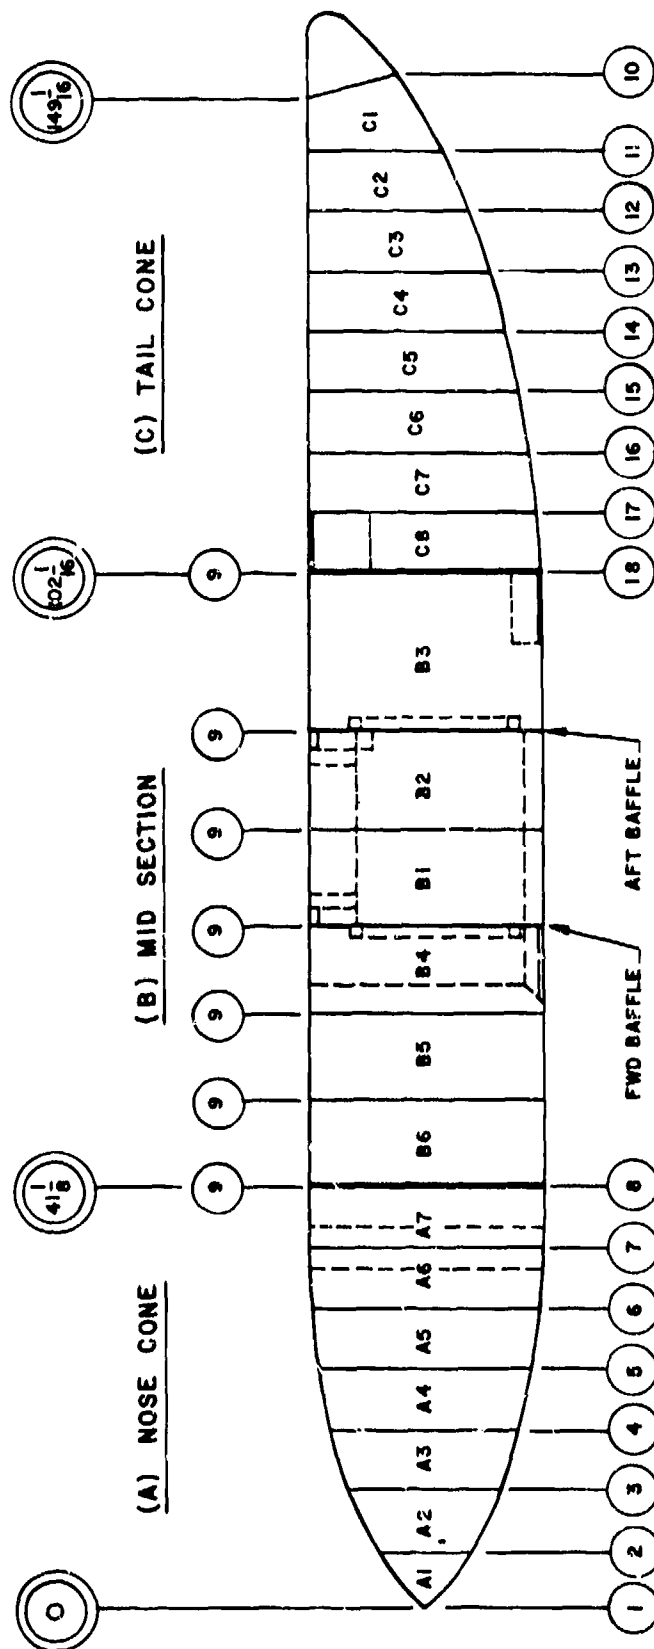 0
41 1/8
102 1/16
149 1/16
(A) NOSE CONE
(B) MID SECTION
(C) TAIL CONE
9
9
9
9
9
9
9
A1
A2
A3
A4
A5
A6
A7
B6
B5
B4
B1
B2
B3
C8
C7
C6
C5
C4
C3
C2
C1
FWD BAFFLE
AFT BAFFLE
1
2
3
4
5
6
7
8
18
17
16
15
14
13
12
11
10